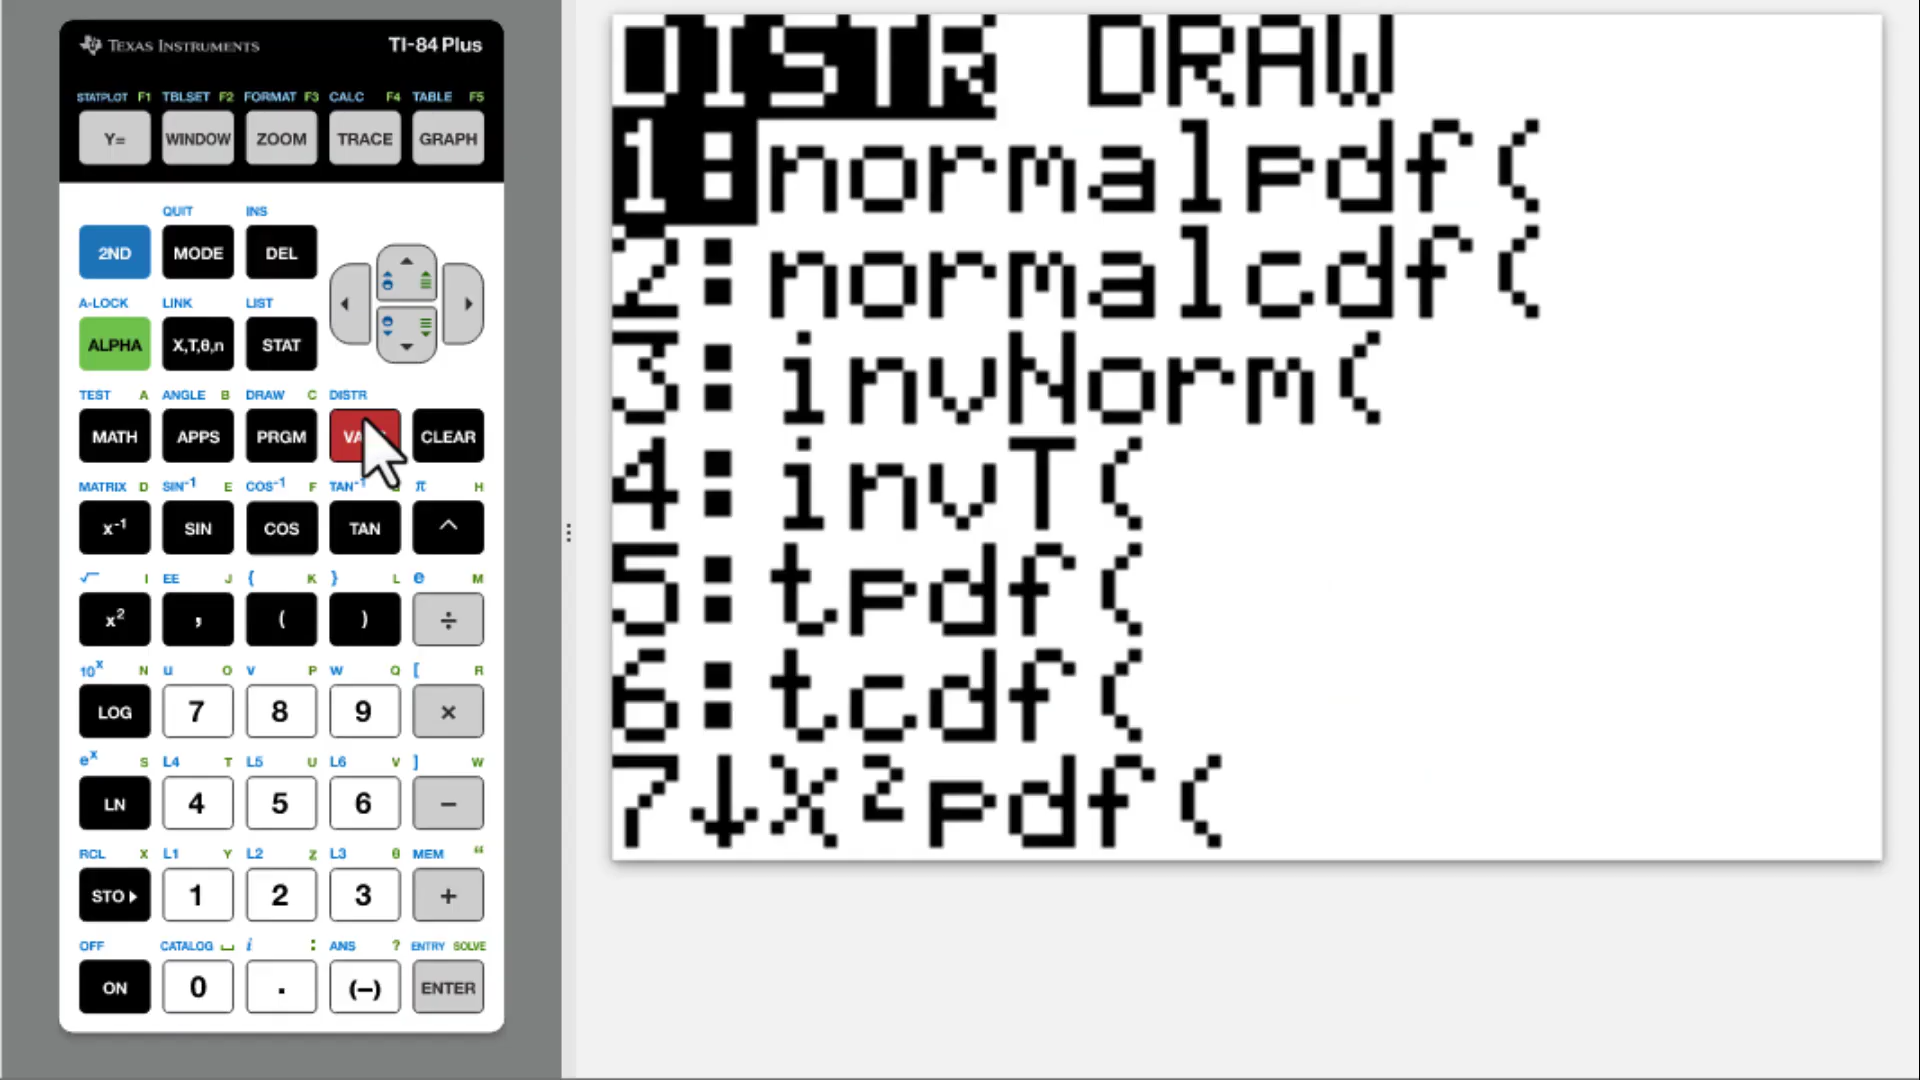 TEXAS INSTRUMENTS TI-84 Plus
STATPLOT F1 TBLSET F2 FORMAT F3 CALC F4 TABLE F5
Y= WINDOW ZOOM TRACE GRAPH
QUIT INS
2ND MODE DEL
A-LOCK LINK LIST
ALPHA X,T,θ,n STAT
TEST A ANGLE B DRAW C DISTR
MATH APPS PRGM CLEAR
MATRIX D SIN⁻¹ E COS⁻¹ F TAN⁻¹ π H
x⁻¹ SIN COS TAN ^
√ I EE J { K } L e M
x² , ( ) ÷
10ˣ N u O v P w Q [ R
LOG 7 8 9 ×
eˣ S L4 T L5 U L6 V ] W
LN 4 5 6 −
RCL X L1 Y L2 Z L3 θ MEM “
STO▶ 1 2 3 +
OFF CATALOG ⎵ i : ANS ? ENTRY SOLVE
ON 0 . (−) ENTER
DISTR DRAW
1:normalpdf(
2:normalcdf(
3:invNorm(
4:invT(
5:tpdf(
6:tcdf(
7↓χ²pdf(